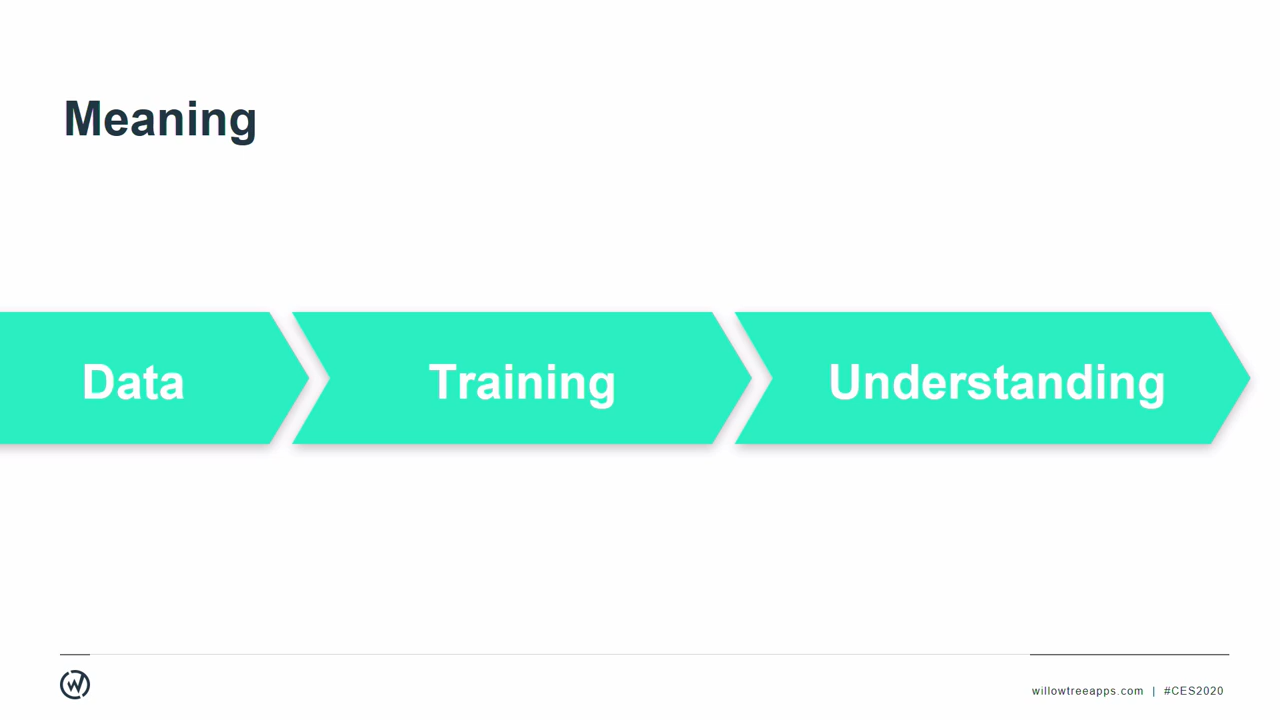 Meaning
Data
Training
Understanding
willowtreeapps.com | #CES2020